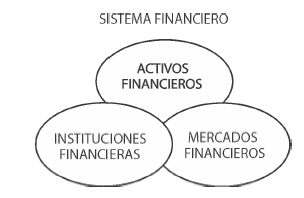 SISTEMA FINANCIERO
ACTIVOS
FINANCIEROS
INSTITUCIONES
FINANCIERAS
MERCADOS
FINANCIEROS